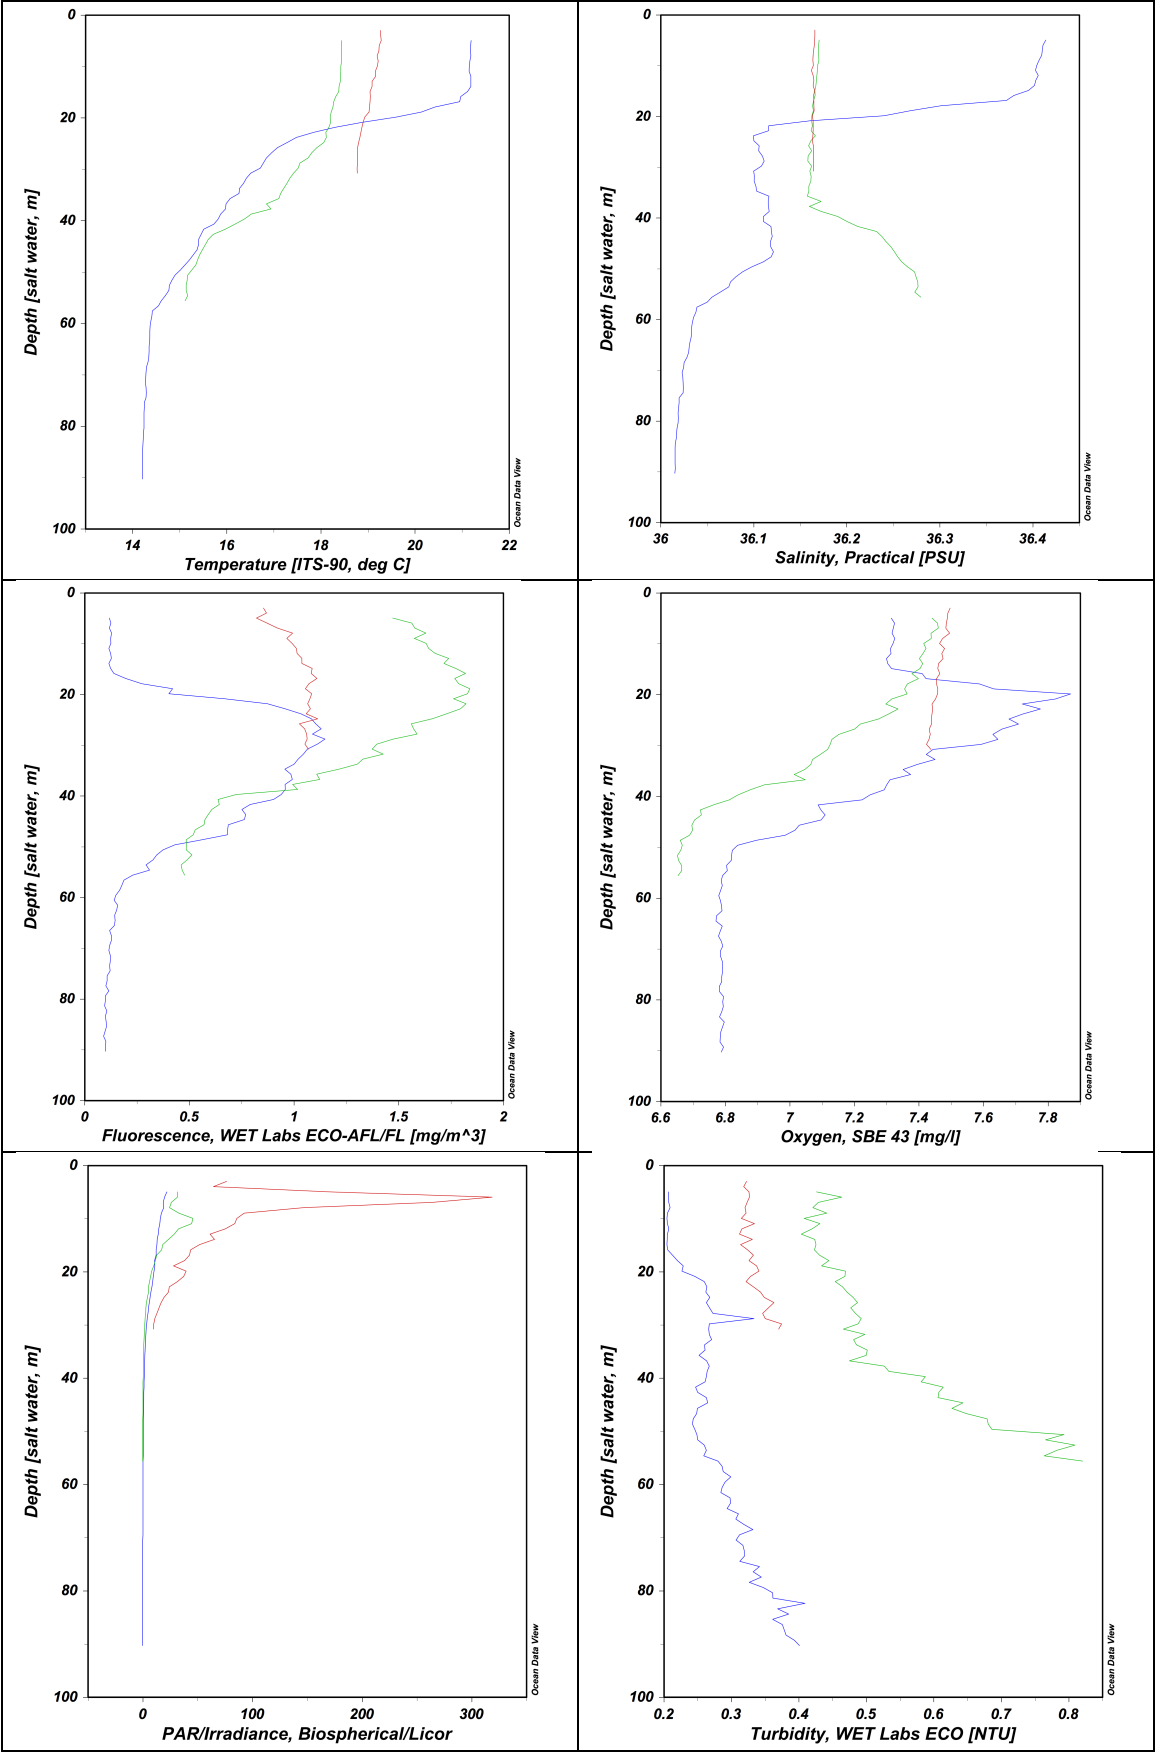 0
20
40
60
80
100
Depth [salt water, m]
14 16 18 20 22
Temperature [ITS-90, deg C]
Ocean Data View
0
20
40
60
80
100
Depth [salt water, m]
36 36.1 36.2 36.3 36.4
Salinity, Practical [PSU]
Ocean Data View
0
20
40
60
80
100
Depth [salt water, m]
0 0.5 1 1.5 2
Fluorescence, WET Labs ECO-AFL/FL [mg/m^3]
Ocean Data View
0
20
40
60
80
100
Depth [salt water, m]
6.6 6.8 7 7.2 7.4 7.6 7.8
Oxygen, SBE 43 [mg/l]
Ocean Data View
0
20
40
60
80
100
Depth [salt water, m]
0 100 200 300
PAR/Irradiance, Biospherical/Licor
Ocean Data View
0
20
40
60
80
100
Depth [salt water, m]
0.2 0.3 0.4 0.5 0.6 0.7 0.8
Turbidity, WET Labs ECO [NTU]
Ocean Data View